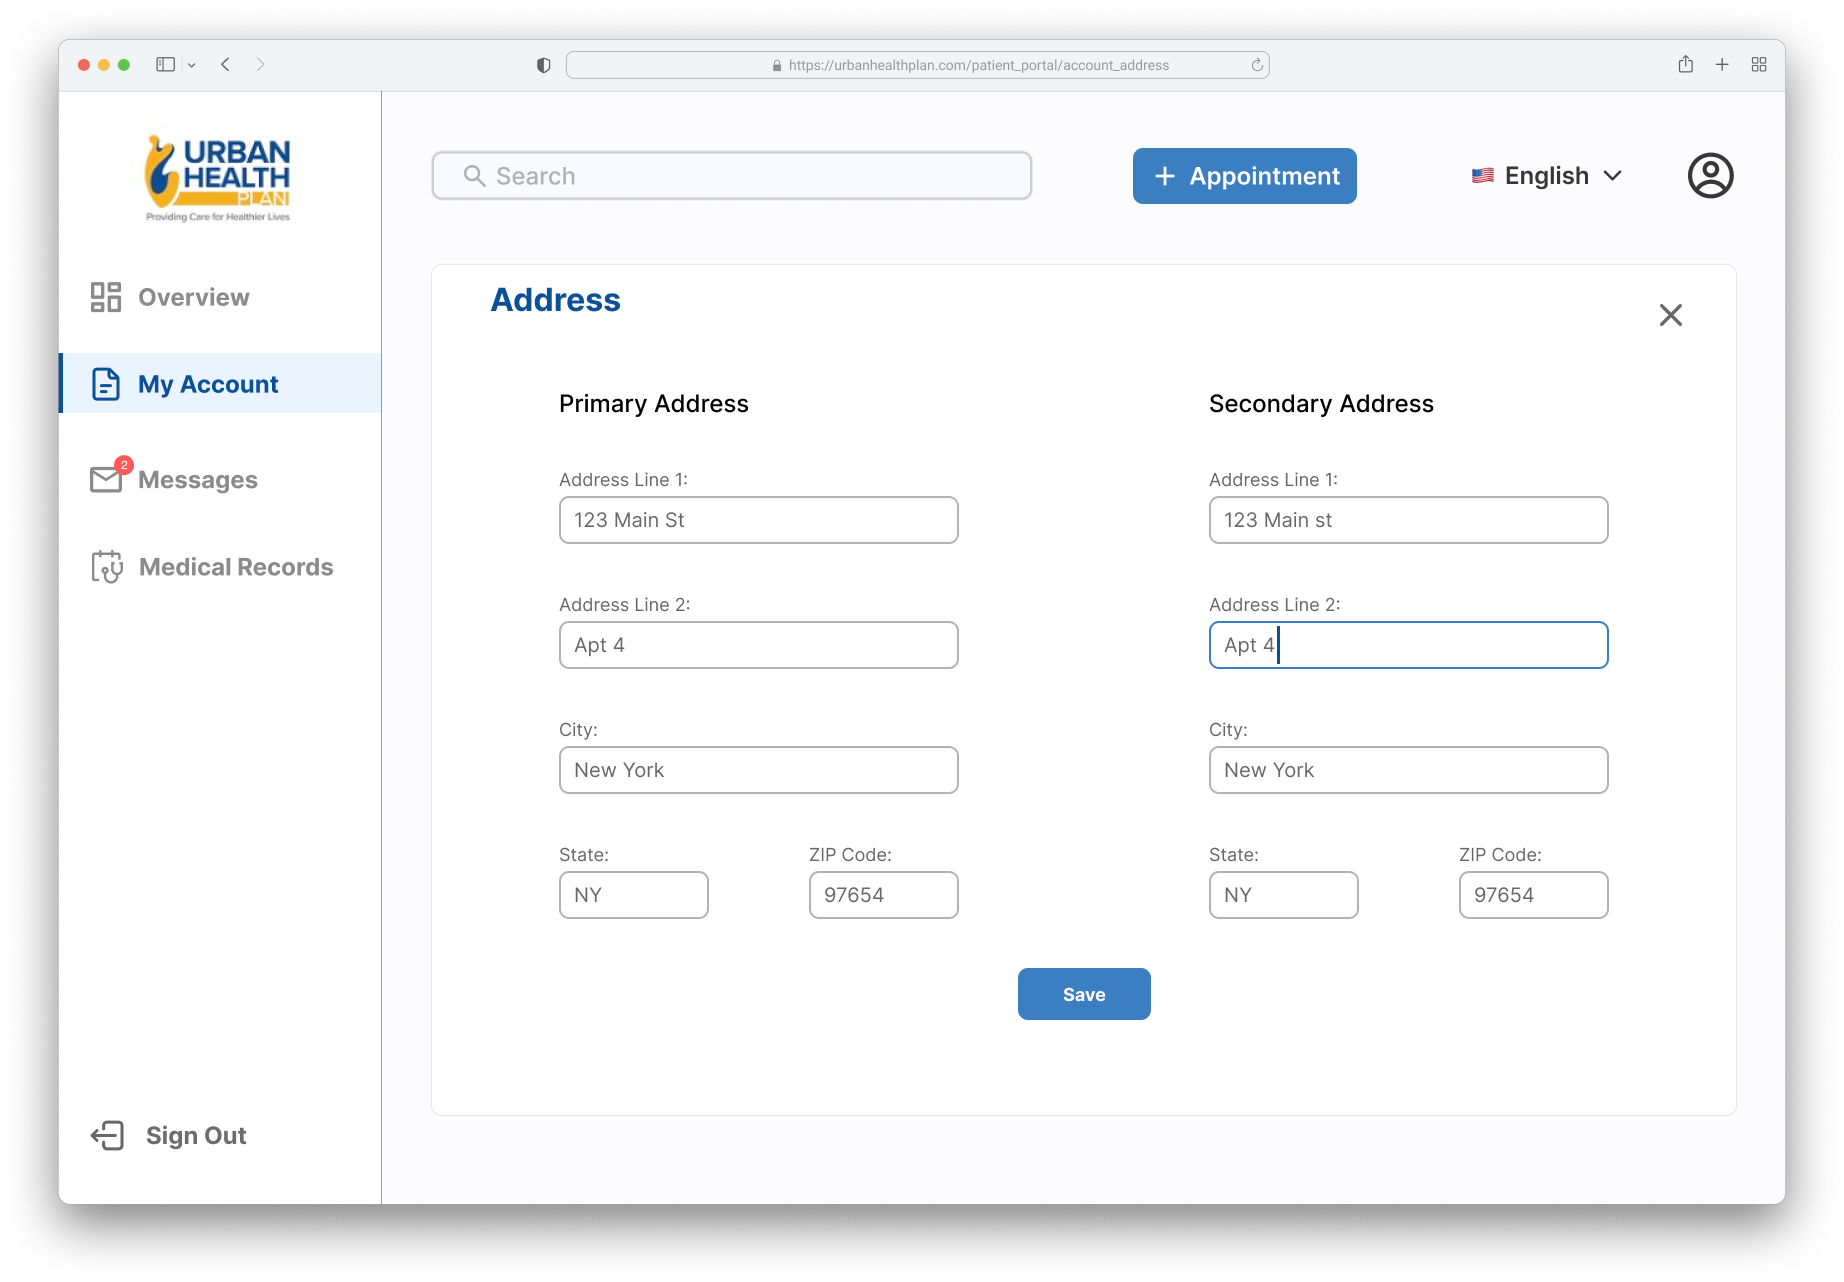 https://urbanhealthplan.com/patient_portal/account_address
URBAN
HEALTH
PLAN
Providing Care for Healthier Lives
Search
+ Appointment
English
Overview
My Account
2
Messages
Medical Records
Sign Out
Address
Primary Address
Address Line 1:
123 Main St
Address Line 2:
Apt 4
City:
New York
State:
ZIP Code:
NY
97654
Secondary Address
Address Line 1:
123 Main st
Address Line 2:
Apt 4
City:
New York
State:
ZIP Code:
NY
97654
Save